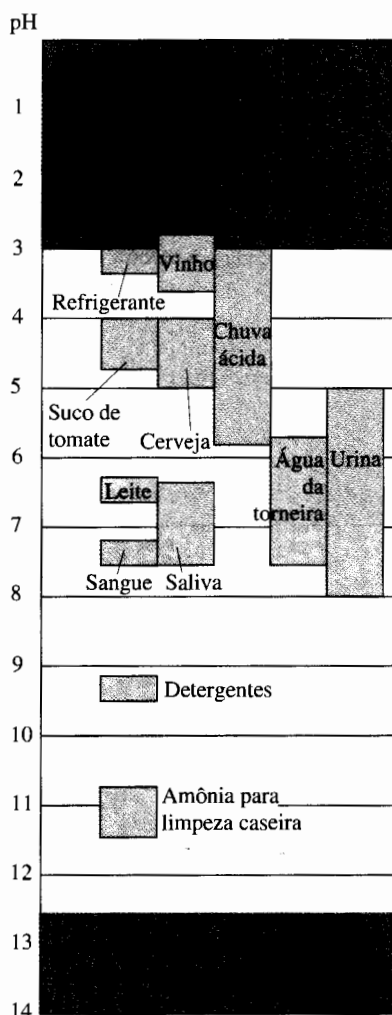 pH
1
2
3
Vinho
Refrigerante
4
Chuva
ácida
5
Suco de
tomate
Cerveja
6
Água
da
torneira
Urina
Leite
7
Sangue
Saliva
8
9
Detergentes
10
11
Amônia para
limpeza caseira
12
13
14